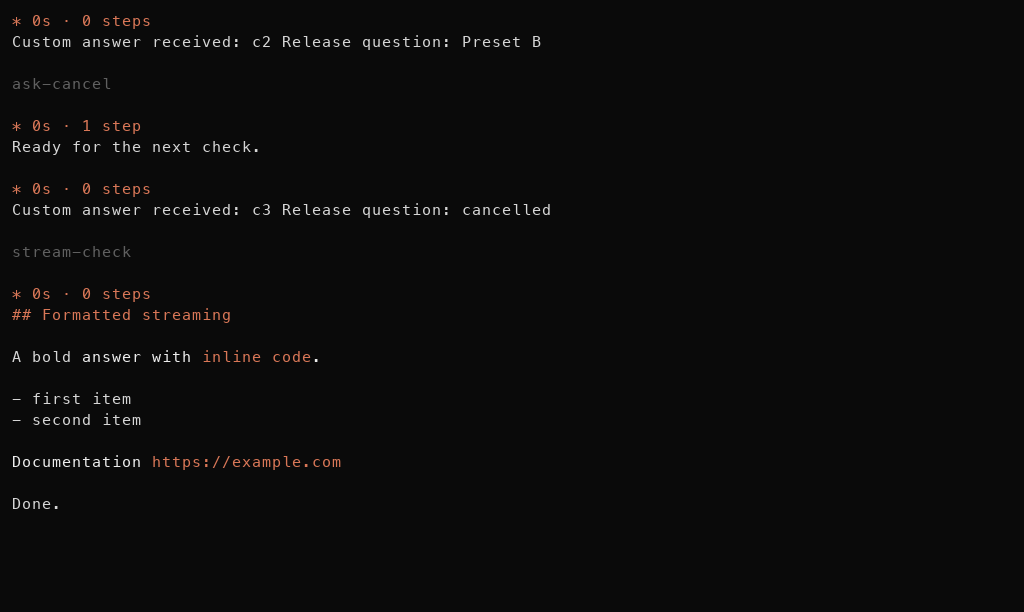 * 0s · 0 steps
Custom answer received: c2 Release question: Preset B
ask-cancel
* 0s · 1 step
Ready for the next check.
* 0s · 0 steps
Custom answer received: c3 Release question: cancelled
stream-check
* 0s · 0 steps
## Formatted streaming
A bold answer with inline code.
- first item
- second item
Documentation https://example.com
Done.